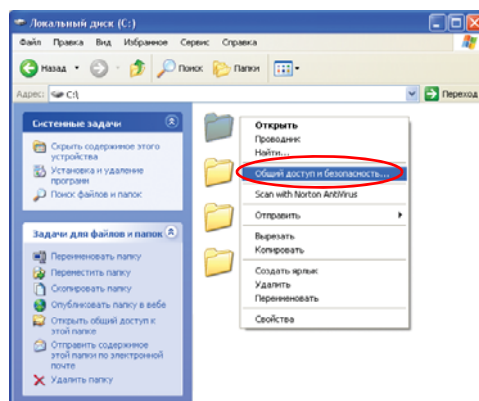 Локальный диск (C:)
Файл Правка Вид Избранное Сервис Справка
Назад Поиск Папки
Адрес: C:\ Переход
Системные задачи
Скрыть содержимое этого
устройства
Установка и удаление
программ
Поиск файлов и папок
Задачи для файлов и папок
Переименовать папку
Переместить папку
Скопировать папку
Опубликовать папку в вебе
Открыть общий доступ к
этой папке
Отправить содержимое
этой папки по электронной
почте
Удалить папку
Открыть
Проводник
Найти...
Общий доступ и безопасность...
Scan with Norton AntiVirus
Отправить
Вырезать
Копировать
Создать ярлык
Удалить
Переименовать
Свойства